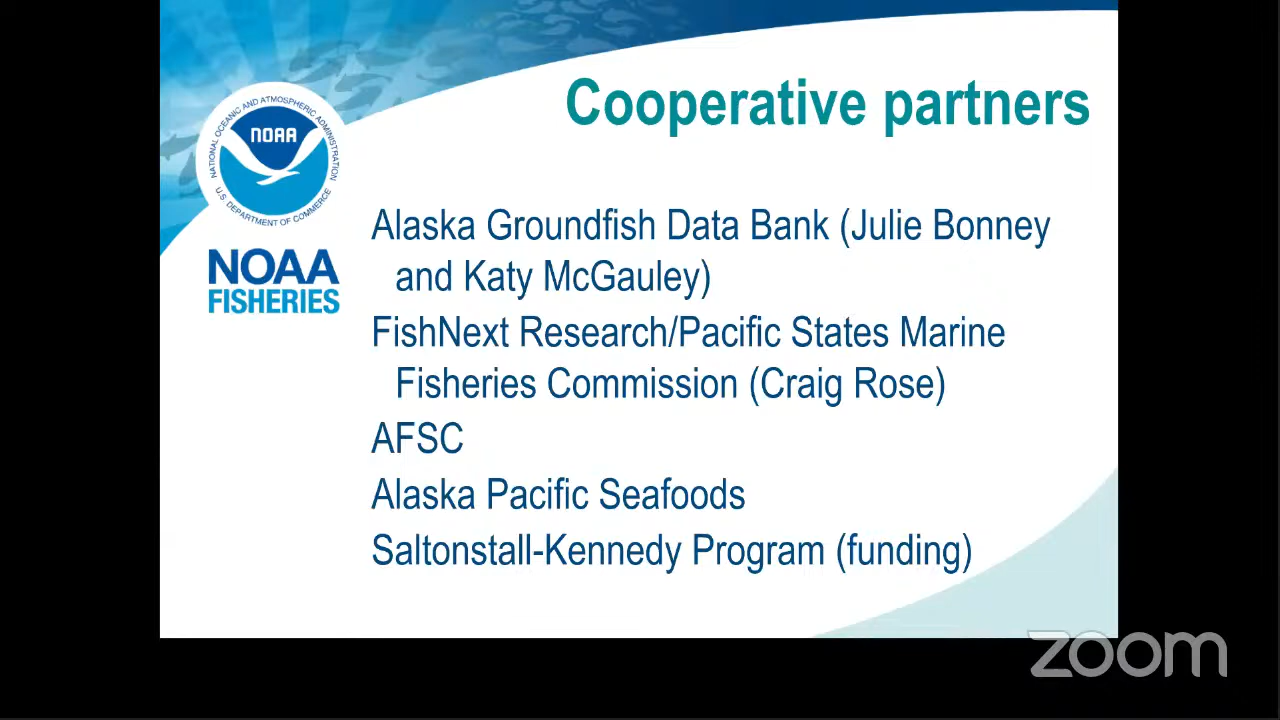 Cooperative partners
NATIONAL OCEANIC AND ATMOSPHERIC ADMINISTRATION
NOAA
U.S. DEPARTMENT OF COMMERCE
NOAA
FISHERIES
Alaska Groundfish Data Bank (Julie Bonney
and Katy McGauley)
FishNext Research/Pacific States Marine
Fisheries Commission (Craig Rose)
AFSC
Alaska Pacific Seafoods
Saltonstall-Kennedy Program (funding)
zoom